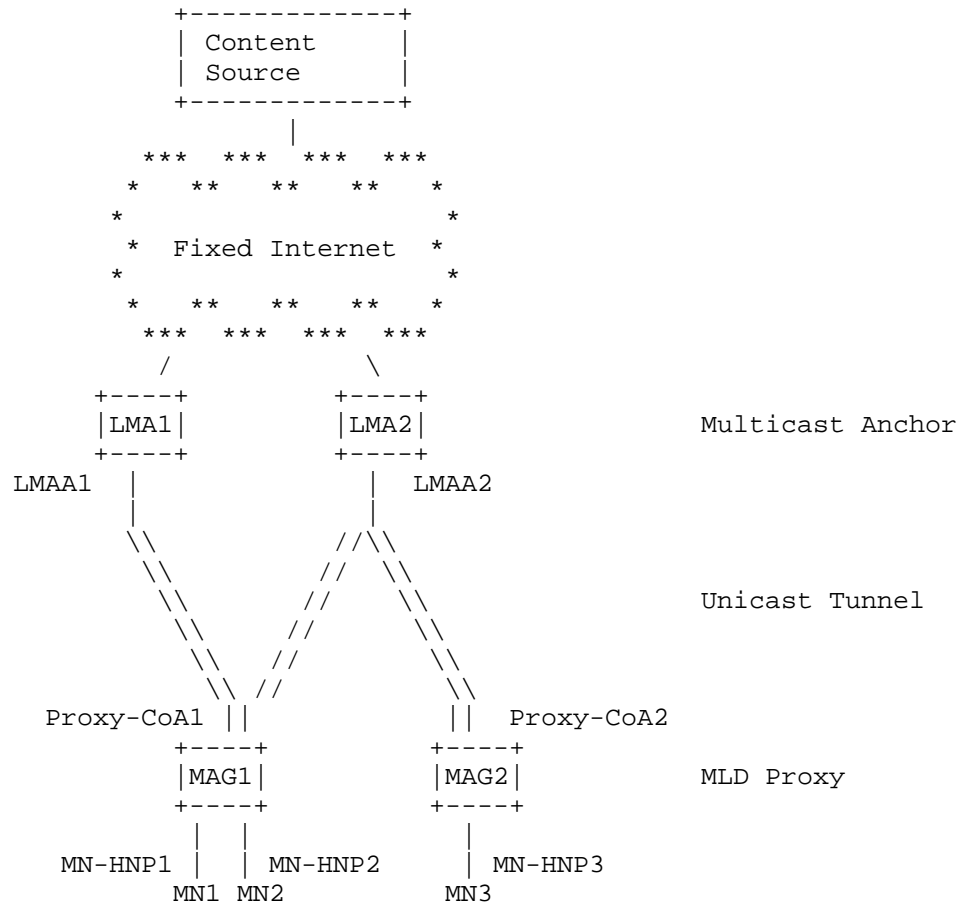 Content
Source
Fixed Internet
LMA1 LMA2 Multicast Anchor
LMAA1 LMAA2
Unicast Tunnel
Proxy-CoA1 Proxy-CoA2
MAG1 MAG2 MLD Proxy
MN-HNP1 MN-HNP2 MN-HNP3
MN1 MN2 MN3